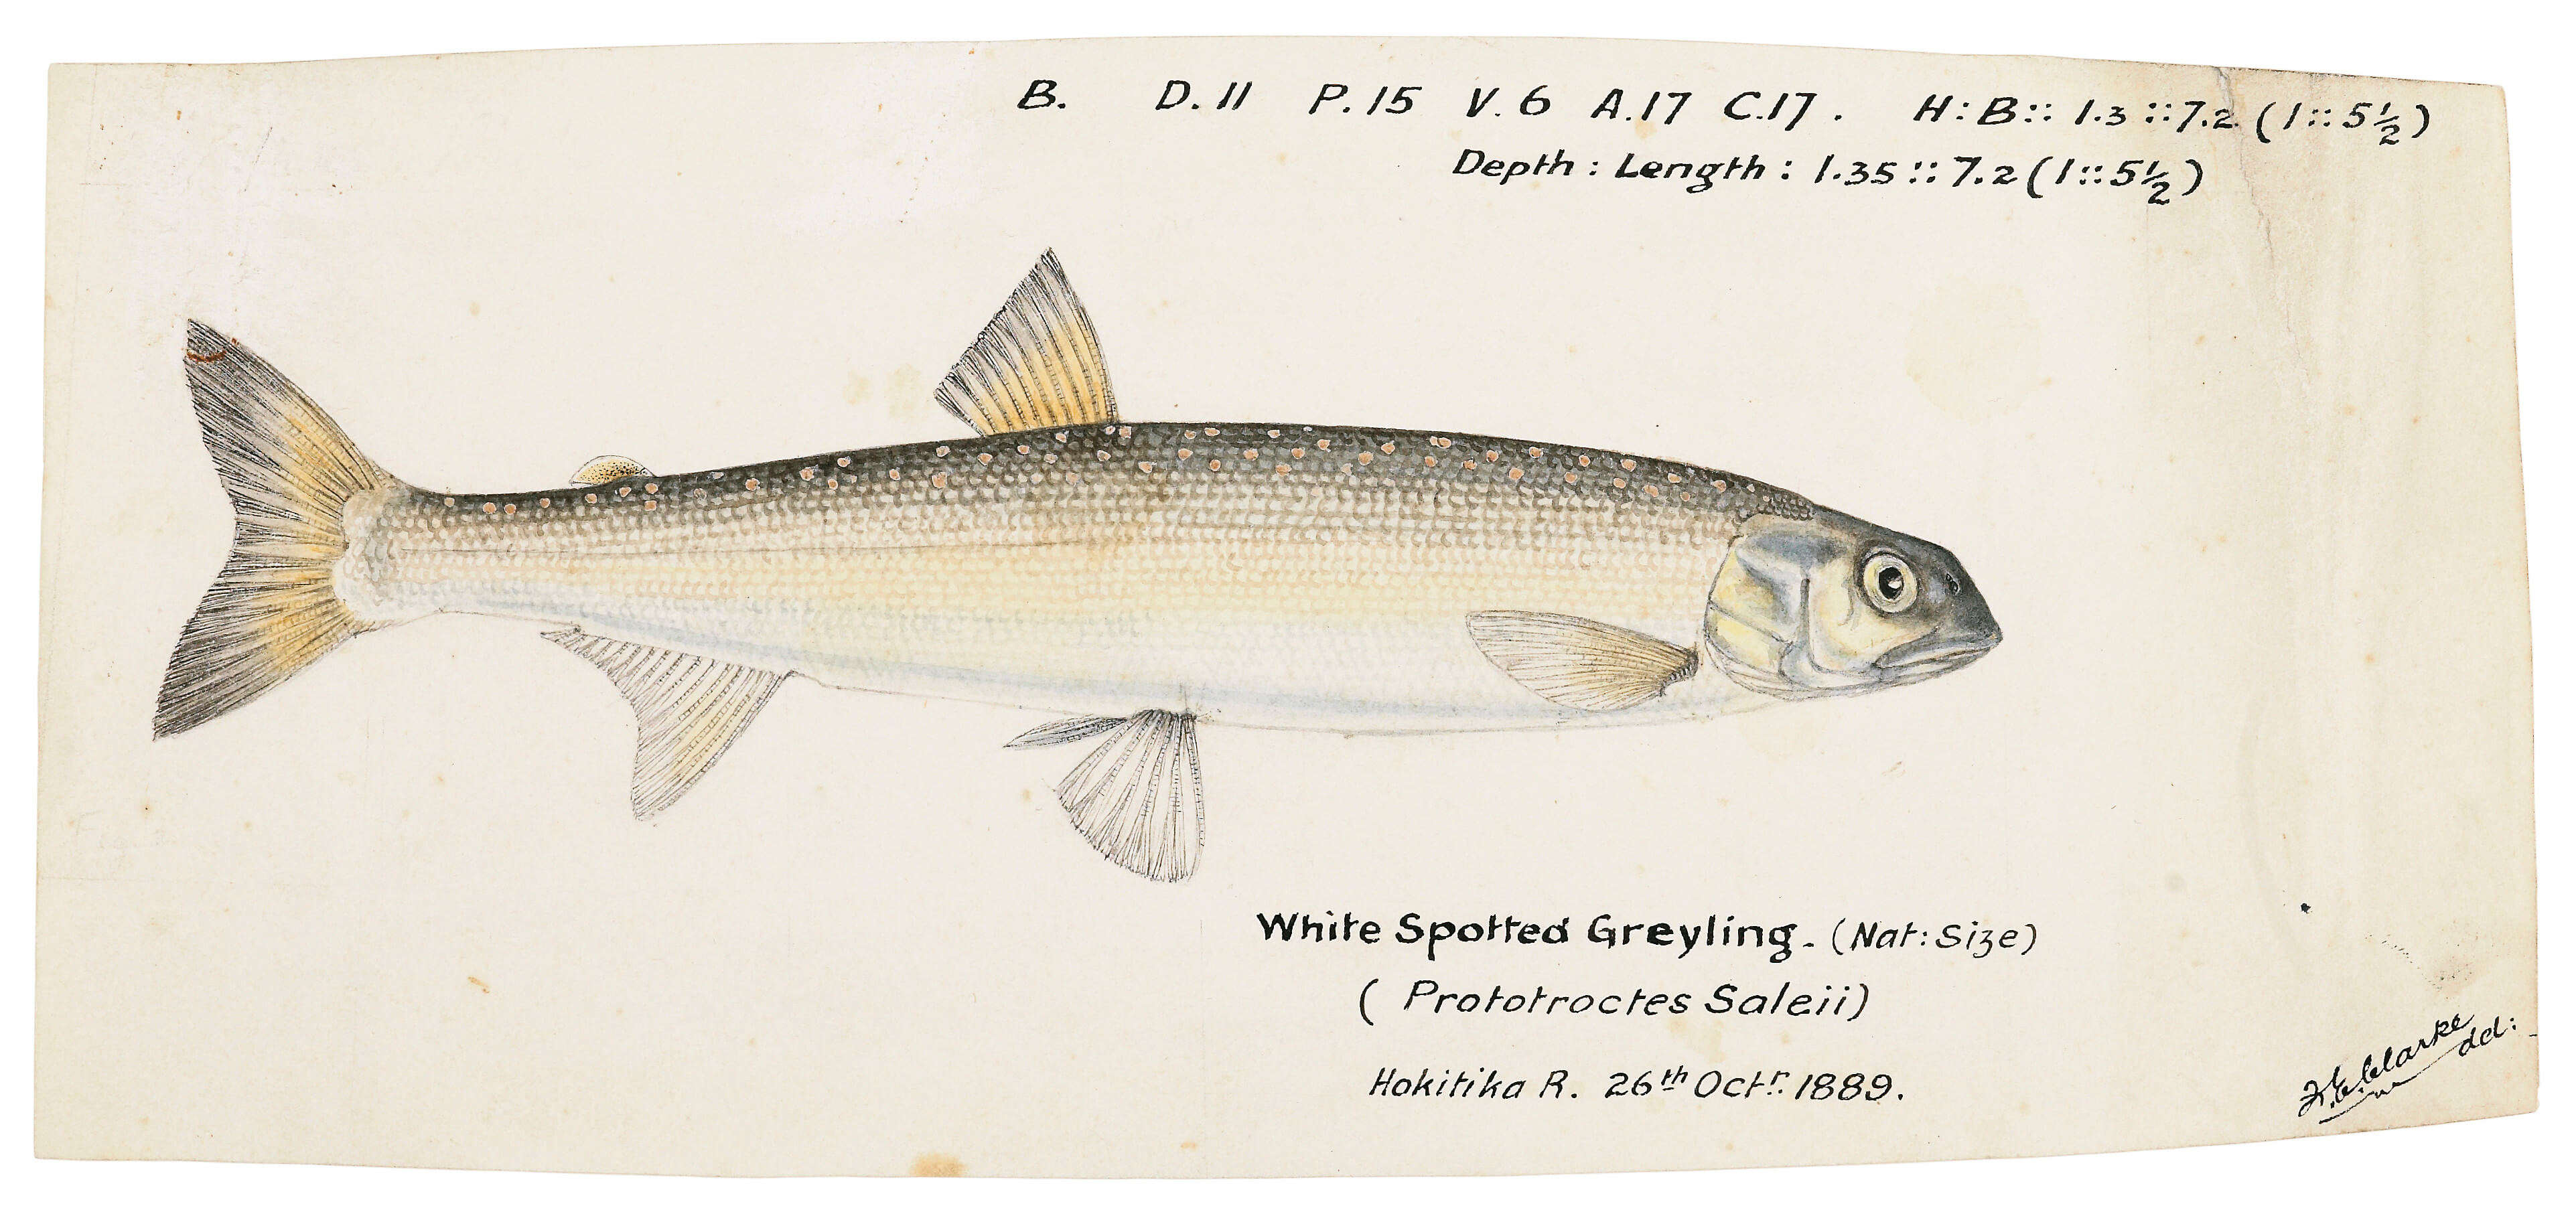 B. D. 11 P. 15 V. 6 A. 17 C. 17. H : B :: 1.3 :: 7.2 (1 :: 5½)
Depth : Length : 1.35 :: 7.2 (1 :: 5½)
White Spotted Greyling. (Nat: Size)
( Prototroctes Saleii)
Hokitika R. 26th Octr. 1889.
F.E. Clarke
del: